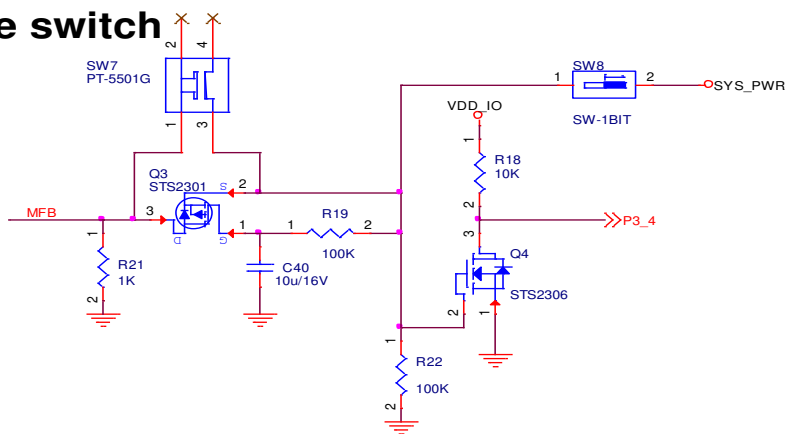 e switch
2
4
SW7
PT-5501G
1
3
SW8
1
2
SYS_PWR
SW-1BIT
VDD_IO
1
R18
10K
2
P3_4
Q3
STS2301
S
2
MFB
3
D
G
1
1
R19
2
100K
1
R21
1K
2
C40
10u/16V
3
Q4
STS2306
2
1
1
R22
100K
2